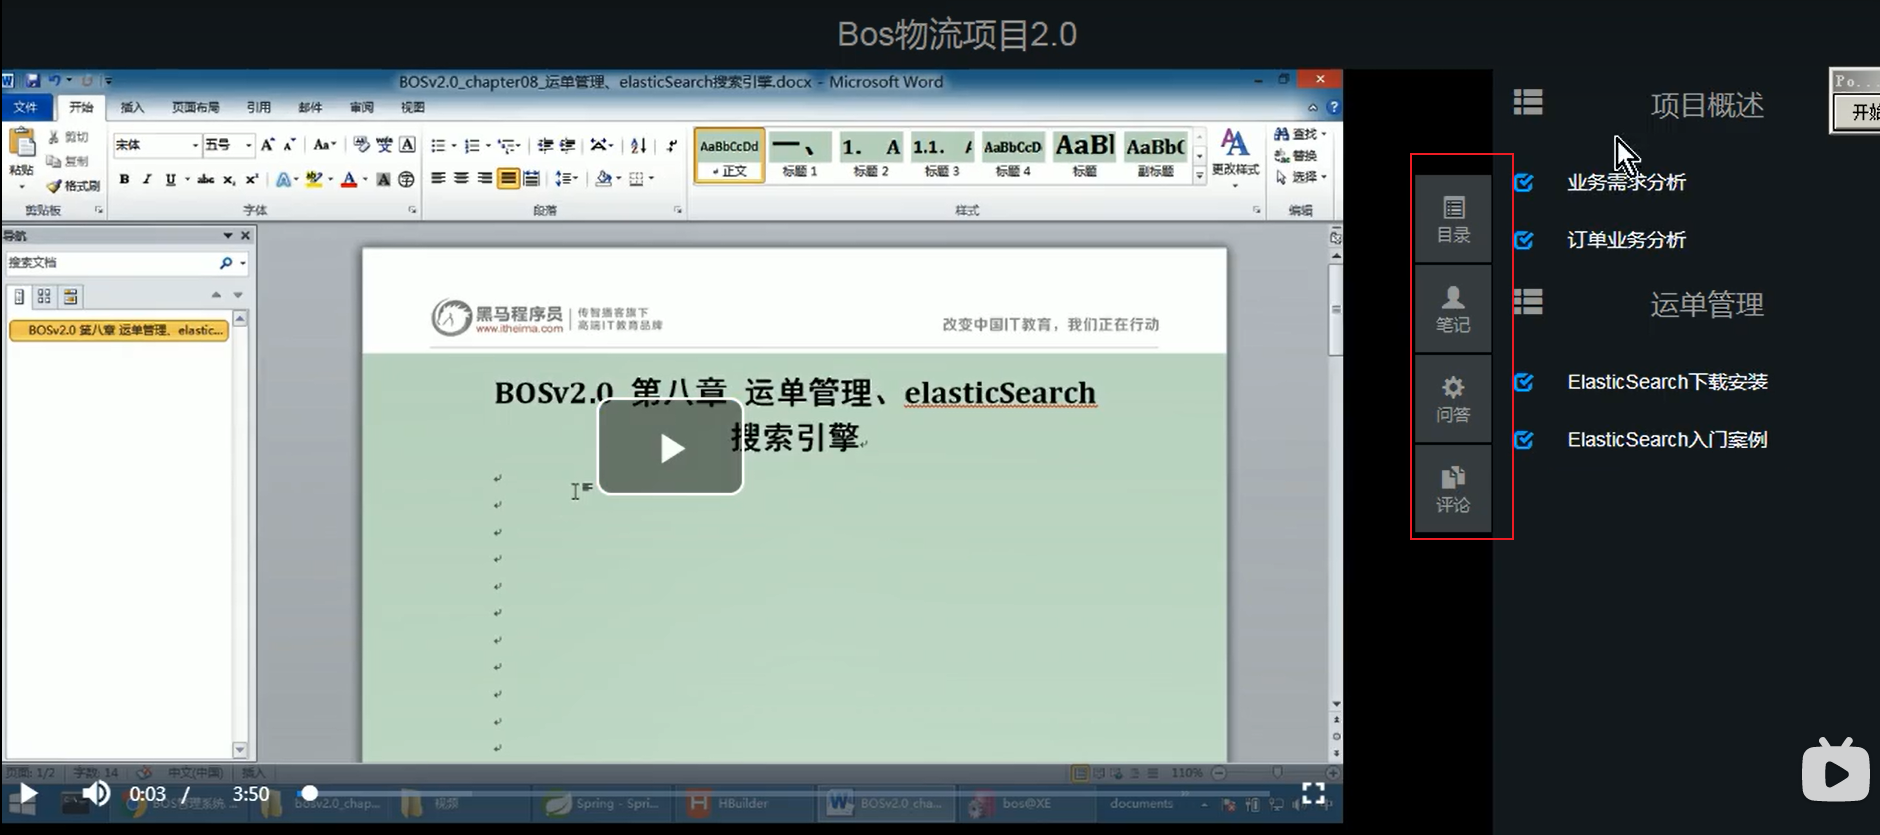 Bos物流项目2.0
BOSv2.0_chapter08_运单管理、elasticSearch搜索引擎.docx - Microsoft Word
文件 开始 插入 页面布局 引用 邮件 审阅 视图
粘贴 剪切 复制 格式刷
宋体 五号
AaBbCcDd 一、 1. A 1.1. AaBbCcD AaBl AaBbC
正文 标题 1 标题 2 标题 3 标题 4 标题 副标题
更改样式 查找 替换 选择
剪贴板 字体 段落 样式 编辑
导航
搜索文档
BOSv2.0 第八章 运单管理、elastic...
黑马程序员 传智播客旗下
www.itheima.com 高端IT教育品牌
改变中国IT教育，我们正在行动
BOSv2.0 第八章 运单管理、elasticSearch
搜索引擎
页面: 1/2 字数: 14 中文(中国) 插入 110%
0:03 / 3:50
BOS管理系统 bosv2.0_chap... 视频 Spring - Spri... HBuilder BOSv2.0 cha... bos@XE documents
目录
笔记
问答
评论
项目概述
业务需求分析
订单业务分析
运单管理
ElasticSearch下载安装
ElasticSearch入门案例
Po...
开始